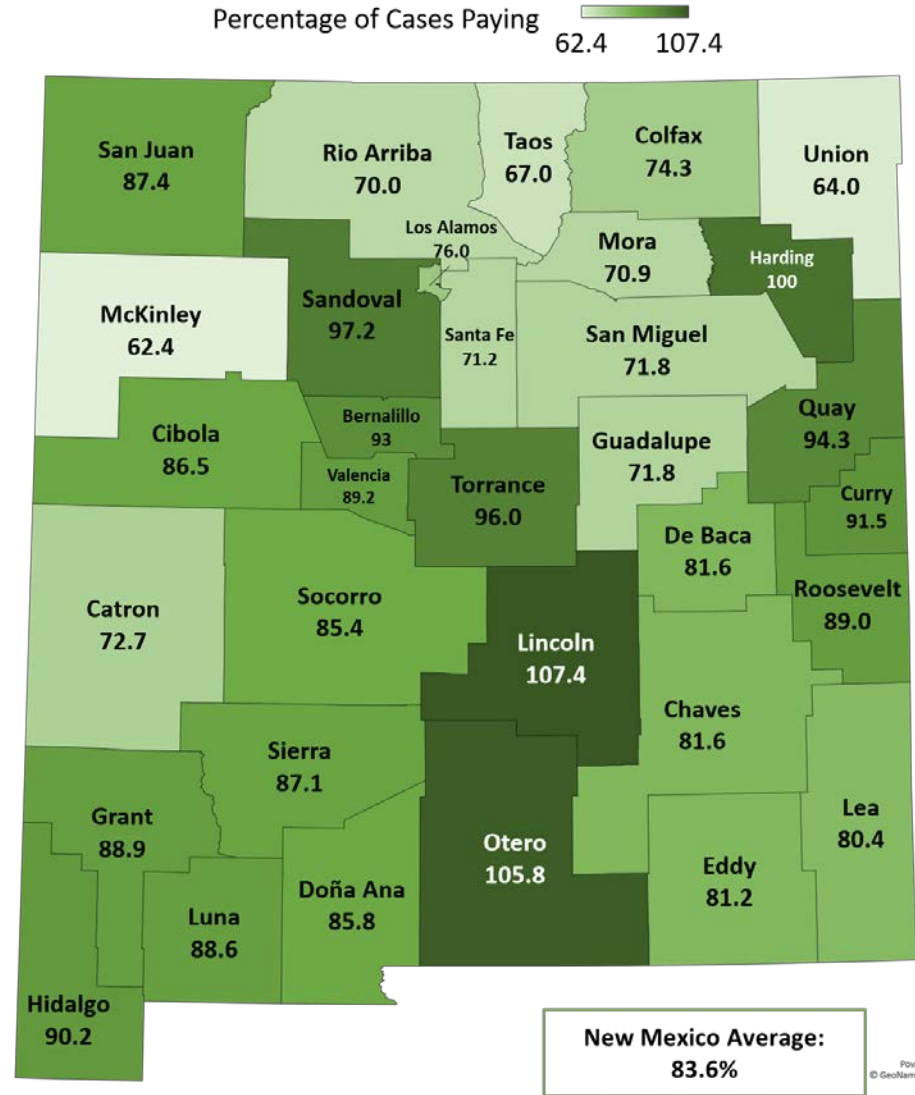 Percentage of Cases Paying
62.4 107.4
San Juan
87.4
Rio Arriba
70.0
Taos
67.0
Colfax
74.3
Union
64.0
Los Alamos
76.0
Mora
70.9
Harding
100
McKinley
62.4
Sandoval
97.2
Santa Fe
71.2
San Miguel
71.8
Cibola
86.5
Bernalillo
93
Valencia
89.2
Torrance
96.0
Guadalupe
71.8
Quay
94.3
Curry
91.5
De Baca
81.6
Roosevelt
89.0
Catron
72.7
Socorro
85.4
Lincoln
107.4
Chaves
81.6
Sierra
87.1
Grant
88.9
Otero
105.8
Lea
80.4
Eddy
81.2
Luna
88.6
Doña Ana
85.8
Hidalgo
90.2
New Mexico Average:
83.6%
Pow
© GeoNam